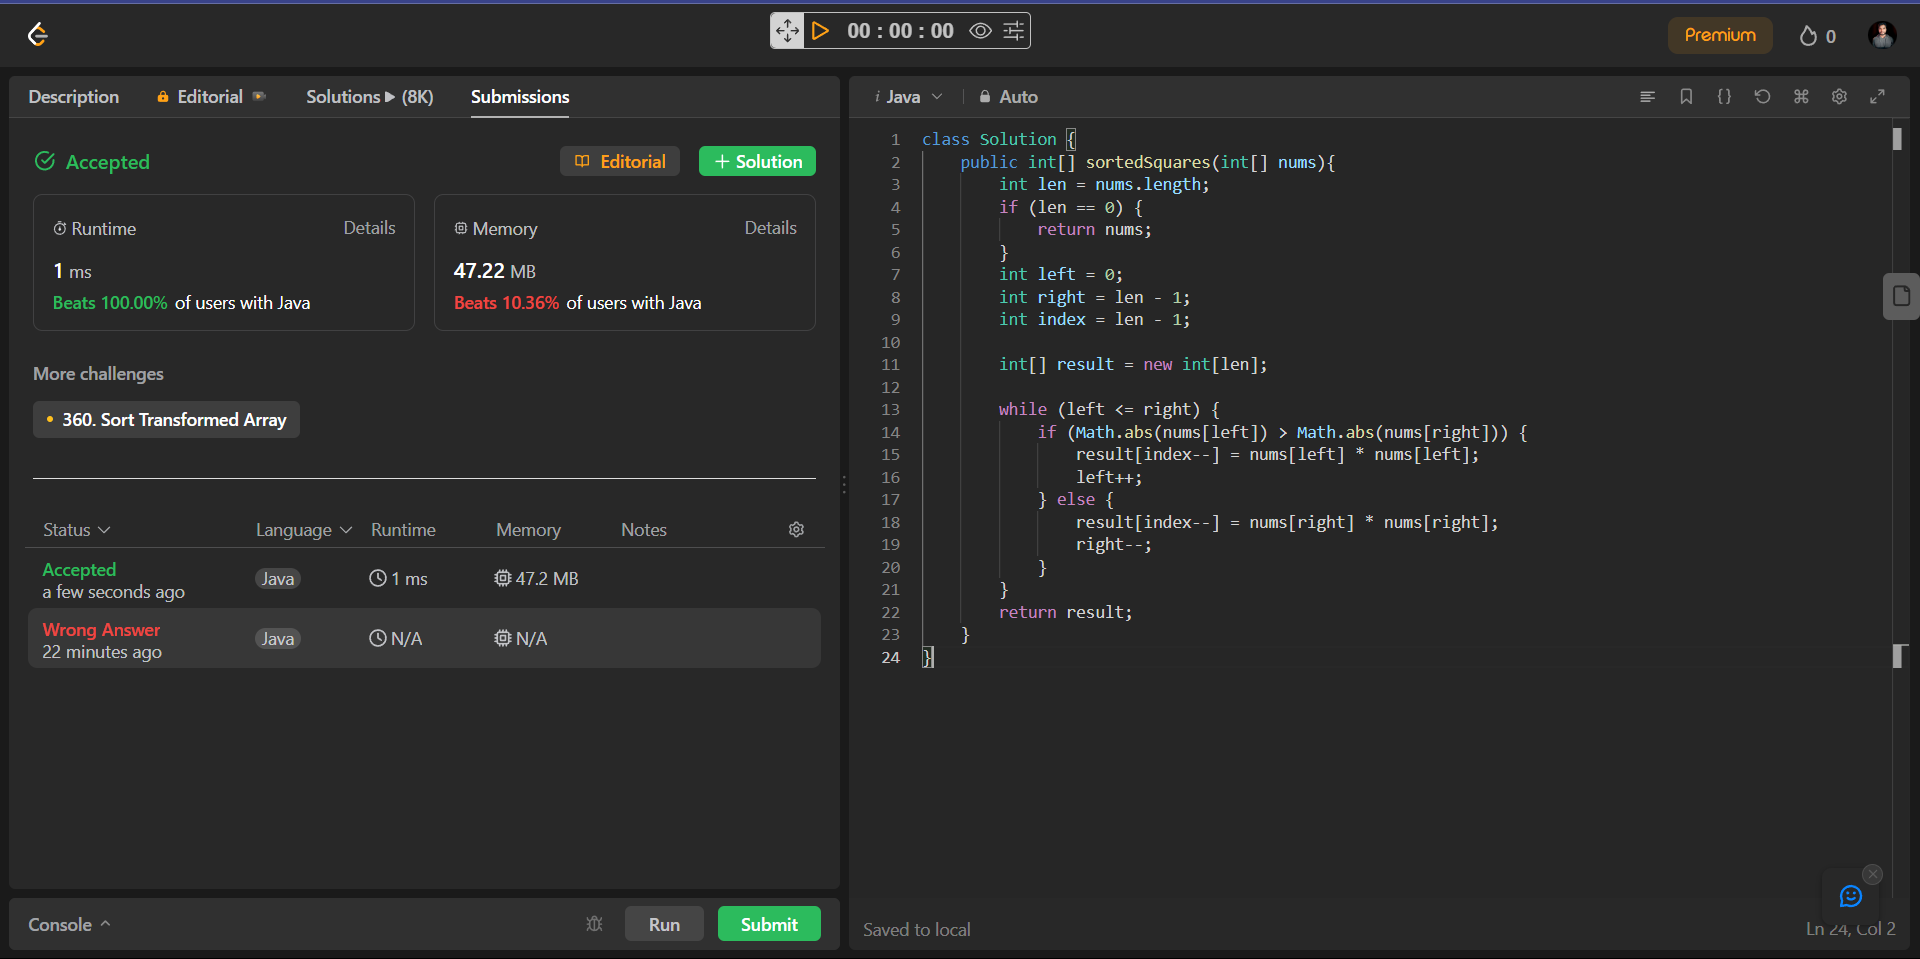 00 : 00 : 00
Premium
0
Description
Editorial
Solutions
(8K)
Submissions
Accepted
Editorial
+ Solution
Runtime
Details
1 ms
Beats 100.00% of users with Java
Memory
Details
47.22 MB
Beats 10.36% of users with Java
More challenges
360. Sort Transformed Array
Status Language Runtime Memory Notes
Accepted
a few seconds ago
Java
1 ms
47.2 MB
Wrong Answer
22 minutes ago
Java
N/A
N/A
Console
Run
Submit
i Java
Auto
1 class Solution {
2     public int[] sortedSquares(int[] nums){
3         int len = nums.length;
4         if (len == 0) {
5             return nums;
6         }
7         int left = 0;
8         int right = len - 1;
9         int index = len - 1;
10
11         int[] result = new int[len];
12
13         while (left <= right) {
14             if (Math.abs(nums[left]) > Math.abs(nums[right])) {
15                 result[index--] = nums[left] * nums[left];
16                 left++;
17             } else {
18                 result[index--] = nums[right] * nums[right];
19                 right--;
20             }
21         }
22         return result;
23     }
24 }
Saved to local
Ln 24, Col 2